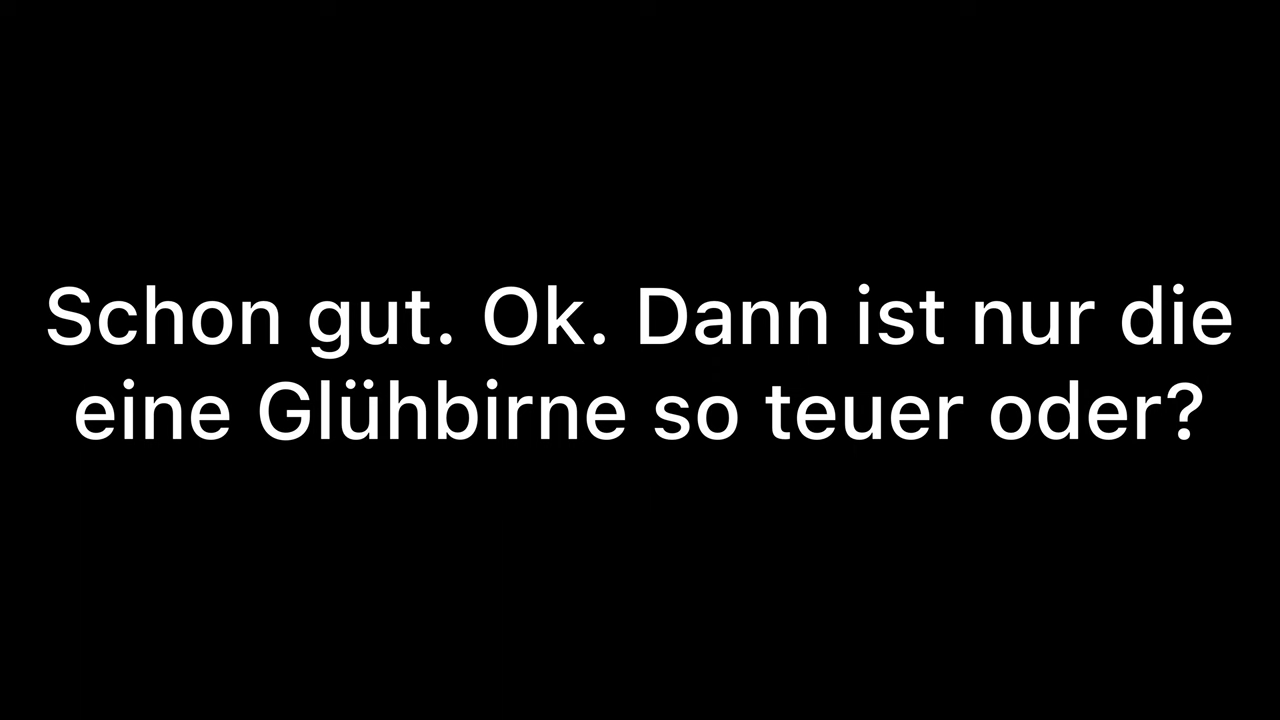 Schon gut. Ok. Dann ist nur die
eine Glühbirne so teuer oder?